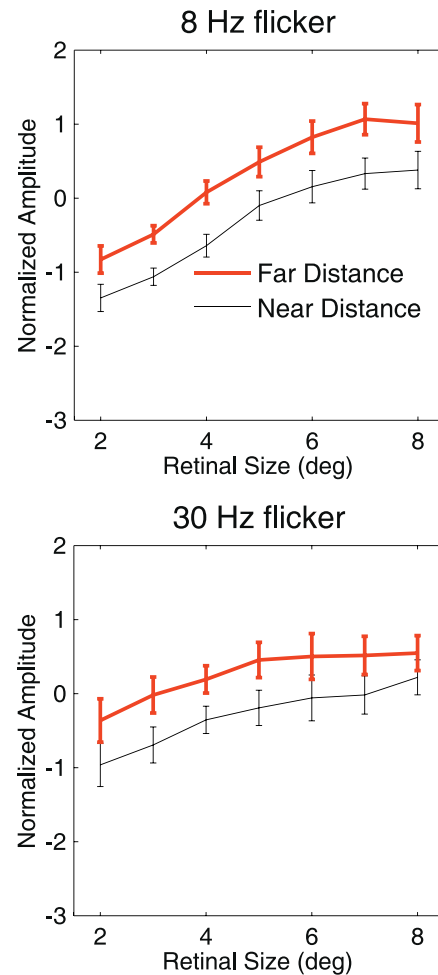 8 Hz flicker
2
1
0
-1
-2
-3
Normalized Amplitude
Far Distance
Near Distance
2 4 6 8
Retinal Size (deg)
30 Hz flicker
2
1
0
-1
-2
-3
Normalized Amplitude
2 4 6 8
Retinal Size (deg)